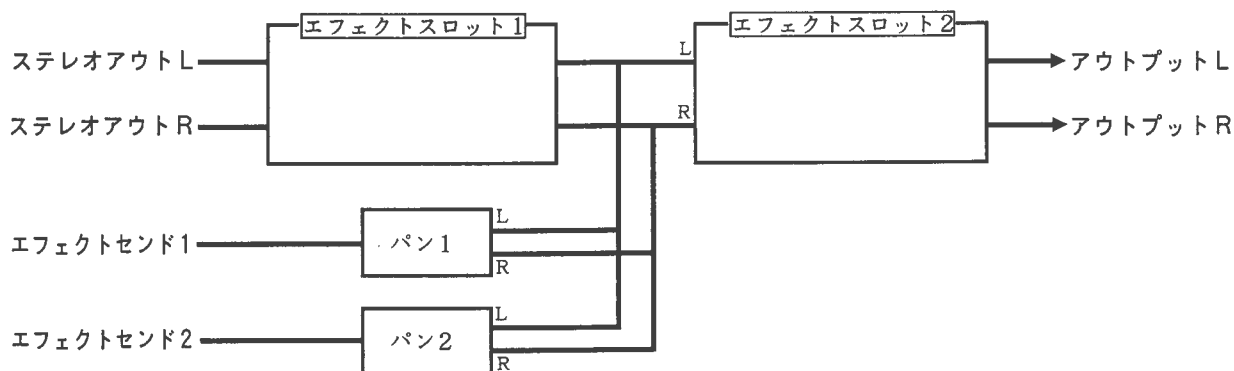 エフェクトスロット1
エフェクトスロット2
ステレオアウトL
L
アウトプットL
ステレオアウトR
R
アウトプットR
エフェクトセンド1
パン1
L
R
エフェクトセンド2
パン2
L
R